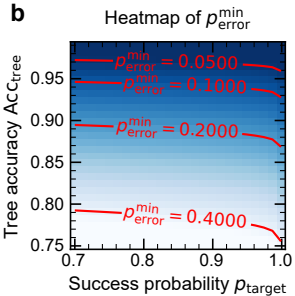 b
Heatmap of p_error^min
p_error^min = 0.0500
p_error^min = 0.1000
p_error^min = 0.2000
p_error^min = 0.4000
0.95
0.90
0.85
0.80
0.75
Tree accuracy Acc_tree
0.7 0.8 0.9 1.0
Success probability p_target